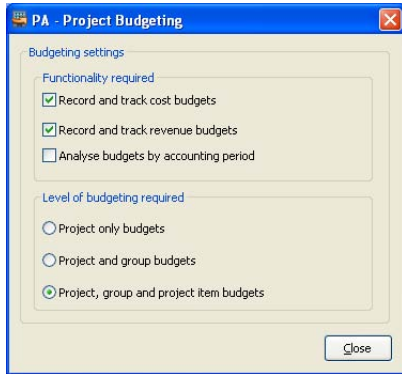 PA - Project Budgeting
Budgeting settings
Functionality required
Record and track cost budgets
Record and track revenue budgets
Analyse budgets by accounting period
Level of budgeting required
Project only budgets
Project and group budgets
Project, group and project item budgets
Close